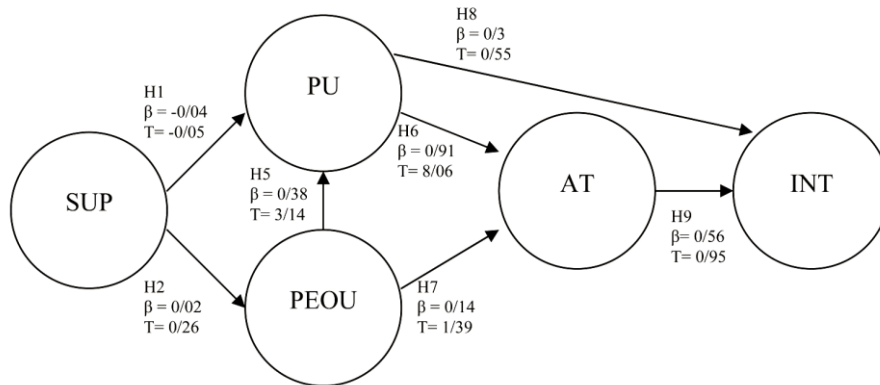 H8
β = 0/3
T= 0/55
H1
β = -0/04
T= -0/05
PU
H6
β = 0/91
T= 8/06
H5
β = 0/38
T= 3/14
SUP
AT
INT
H9
β= 0/56
T= 0/95
H2
β = 0/02
T= 0/26
PEOU
H7
β = 0/14
T= 1/39